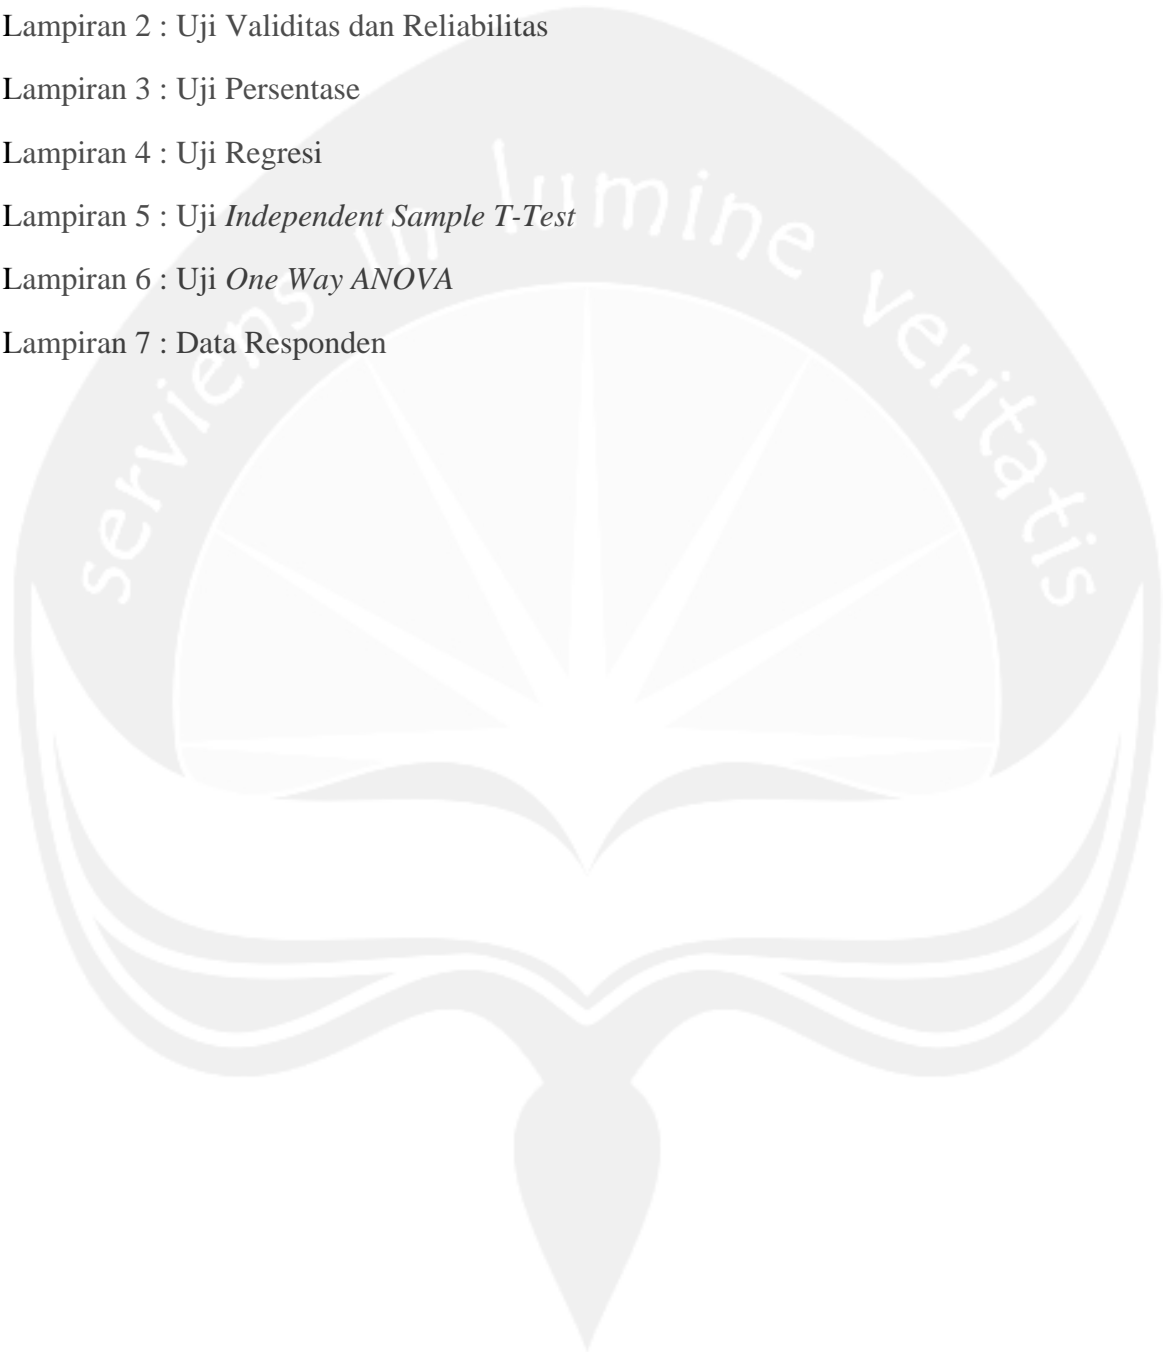 Lampiran 2 : Uji Validitas dan Reliabilitas
Lampiran 3 : Uji Persentase
Lampiran 4 : Uji Regresi
Lampiran 5 : Uji Independent Sample T-Test
Lampiran 6 : Uji One Way ANOVA
Lampiran 7 : Data Responden
serviens in lumine veritatis